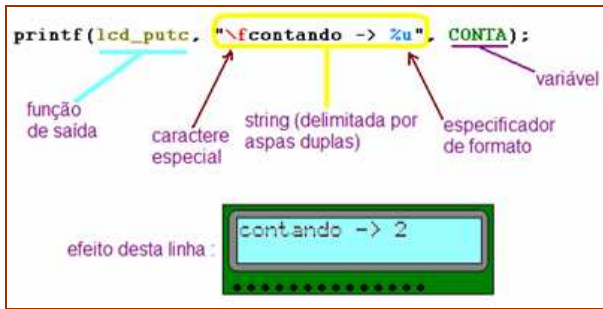 printf(lcd_putc, "\fcontando -> %u", CONTA);
função
de saída
caractere
especial
string (delimitada por
aspas duplas)
especificador
de formato
variável
efeito desta linha :
contando -> 2